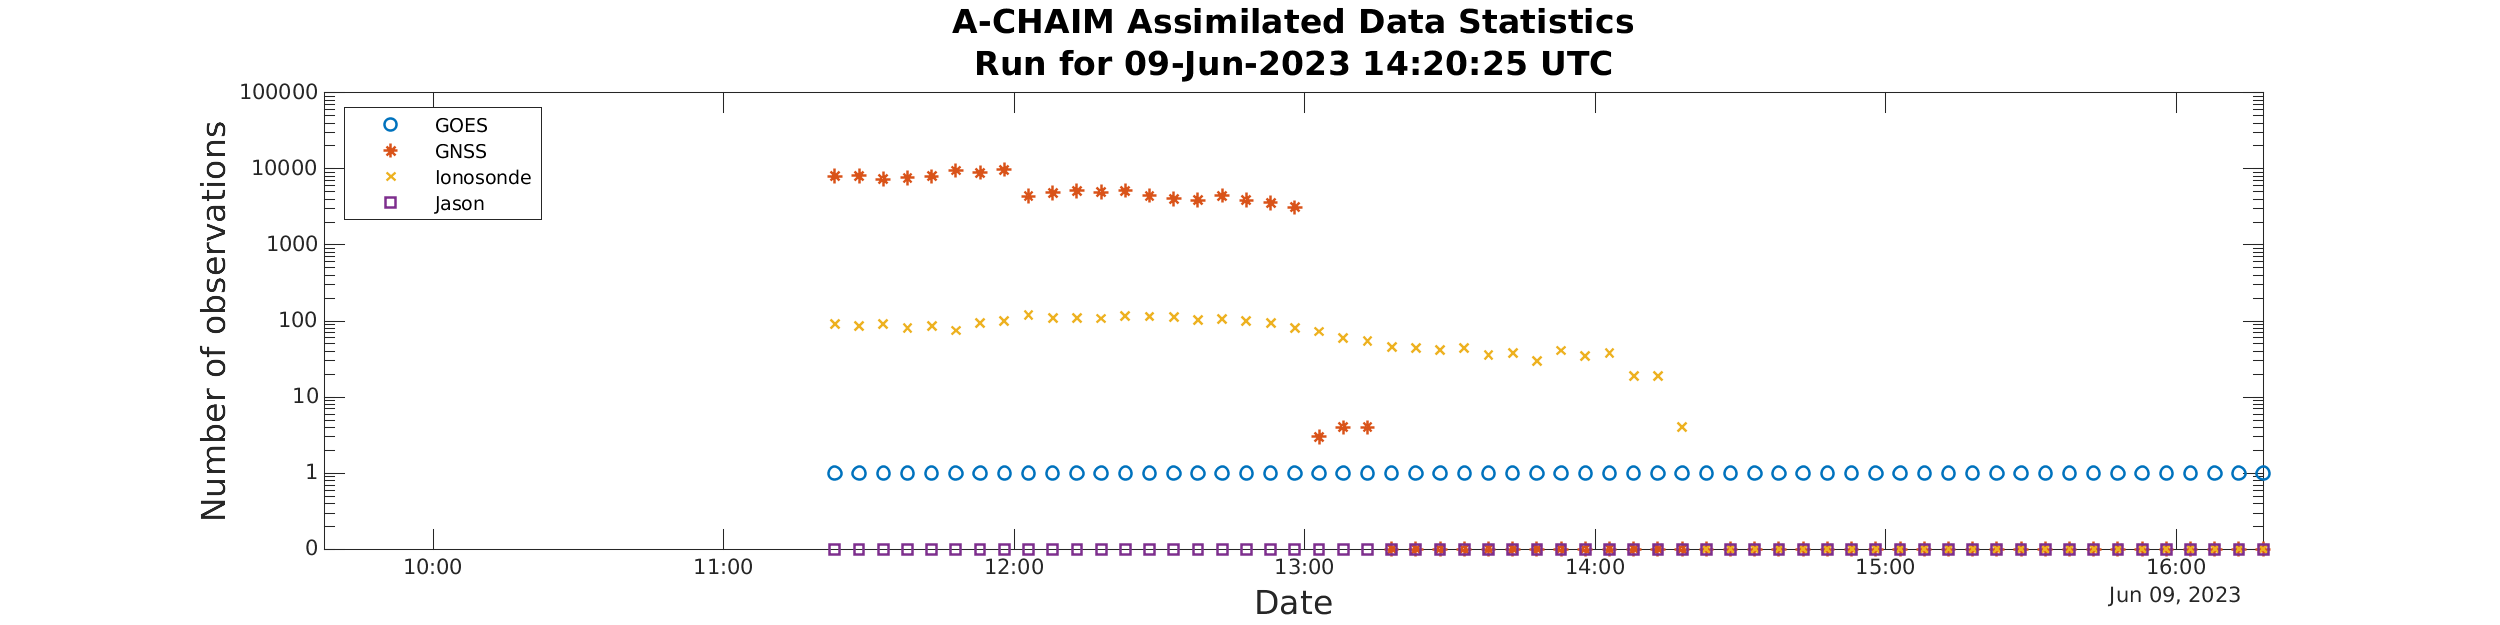 A-CHAIM Assimilated Data Statistics
Run for 09-Jun-2023 14:20:25 UTC
Number of observations
100000
10000
1000
100
10
1
0
GOES
GNSS
Ionosonde
Jason
10:00 11:00 12:00 13:00 14:00 15:00 16:00
Date
Jun 09, 2023